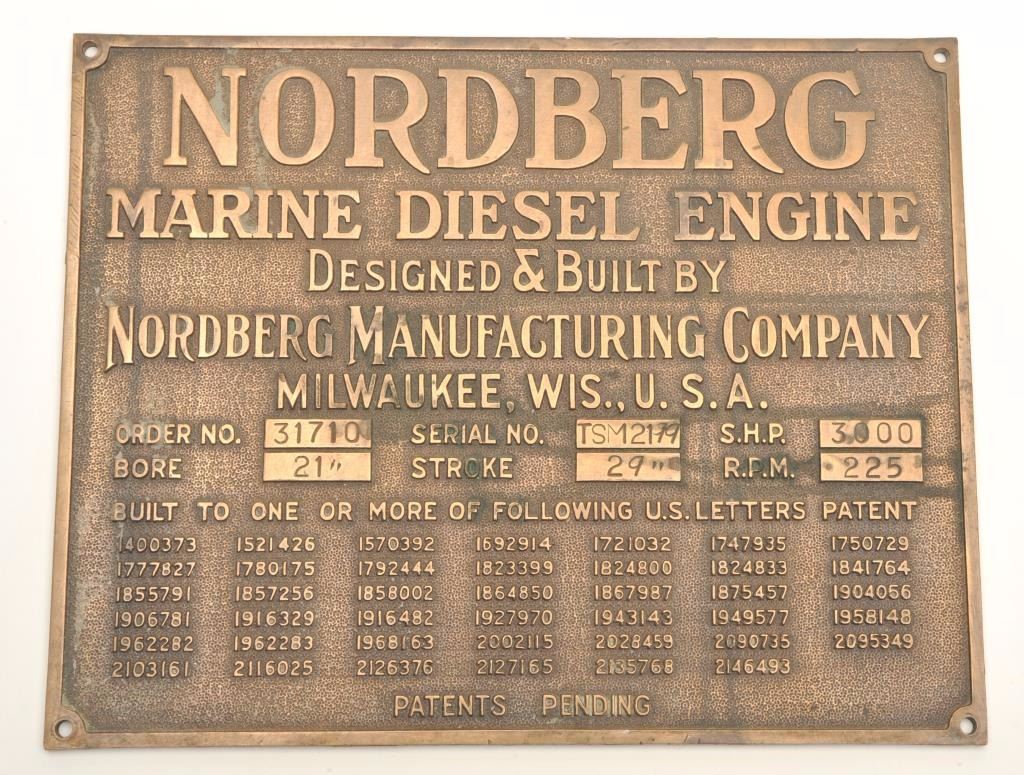 NORDBERG
MARINE DIESEL ENGINE
DESIGNED & BUILT BY
NORDBERG MANUFACTURING COMPANY
MILWAUKEE, WIS., U. S. A.
ORDER NO. 31710 SERIAL NO. TSM2179 S.H.P. 3000
BORE 21" STROKE 29" R.P.M. 225
BUILT TO ONE OR MORE OF FOLLOWING U.S. LETTERS PATENT
1400373 1521426 1570392 1692914 1721032 1747935 1750729
1777827 1780175 1792444 1823399 1824800 1824833 1841764
1855791 1857256 1858002 1864850 1867987 1875457 1904056
1906781 1916329 1916482 1927970 1943143 1949577 1958148
1962282 1962283 1968163 2002115 2028459 2090735 2095349
2103161 2116025 2126376 2127165 2135768 2146493
PATENTS PENDING